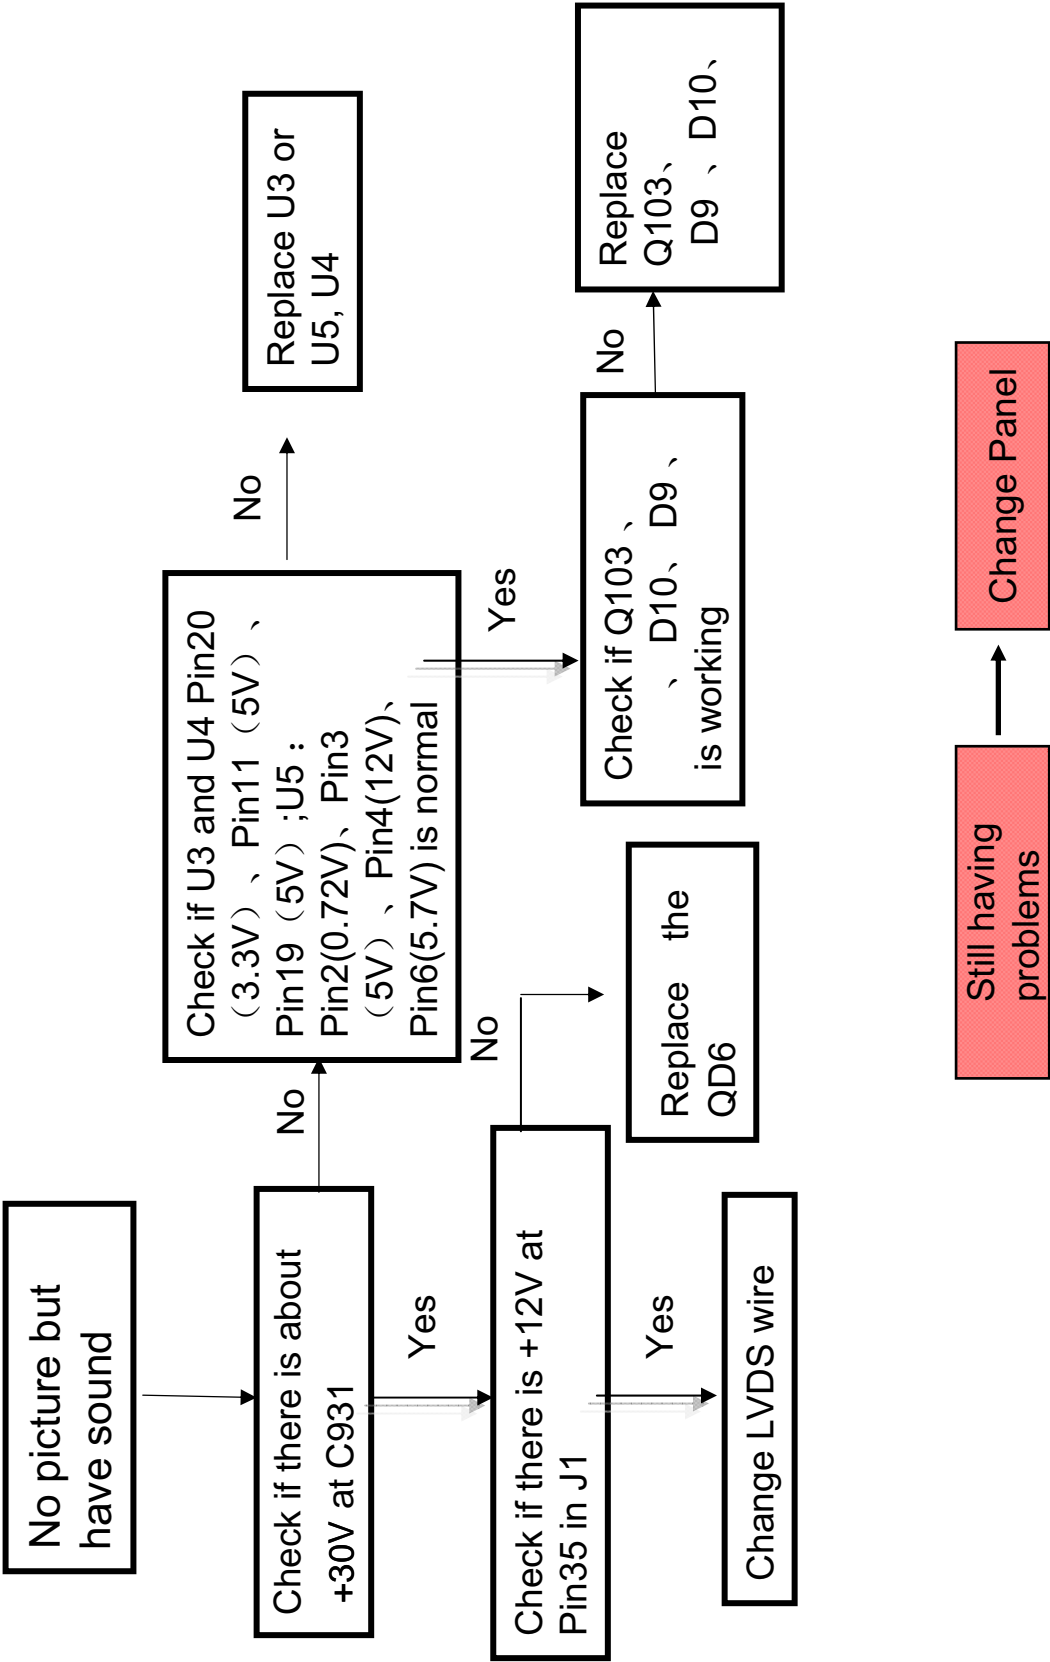 No picture but
have sound
Check if there is about
+30V at C931
No
Check if U3 and U4 Pin20
（3.3V）、Pin11（5V）、
Pin19（5V）;U5：
Pin2(0.72V)、Pin3
（5V）、Pin4(12V)、
Pin6(5.7V) is normal
No
Replace U3 or
U5, U4
Yes
Check if there is +12V at
Pin35 in J1
No
Replace the
QD6
Yes
Check if Q103、
、D10、D9、
is working
No
Replace
Q103、
D9、D10、
Yes
Change LVDS wire
Still having
problems
Change Panel